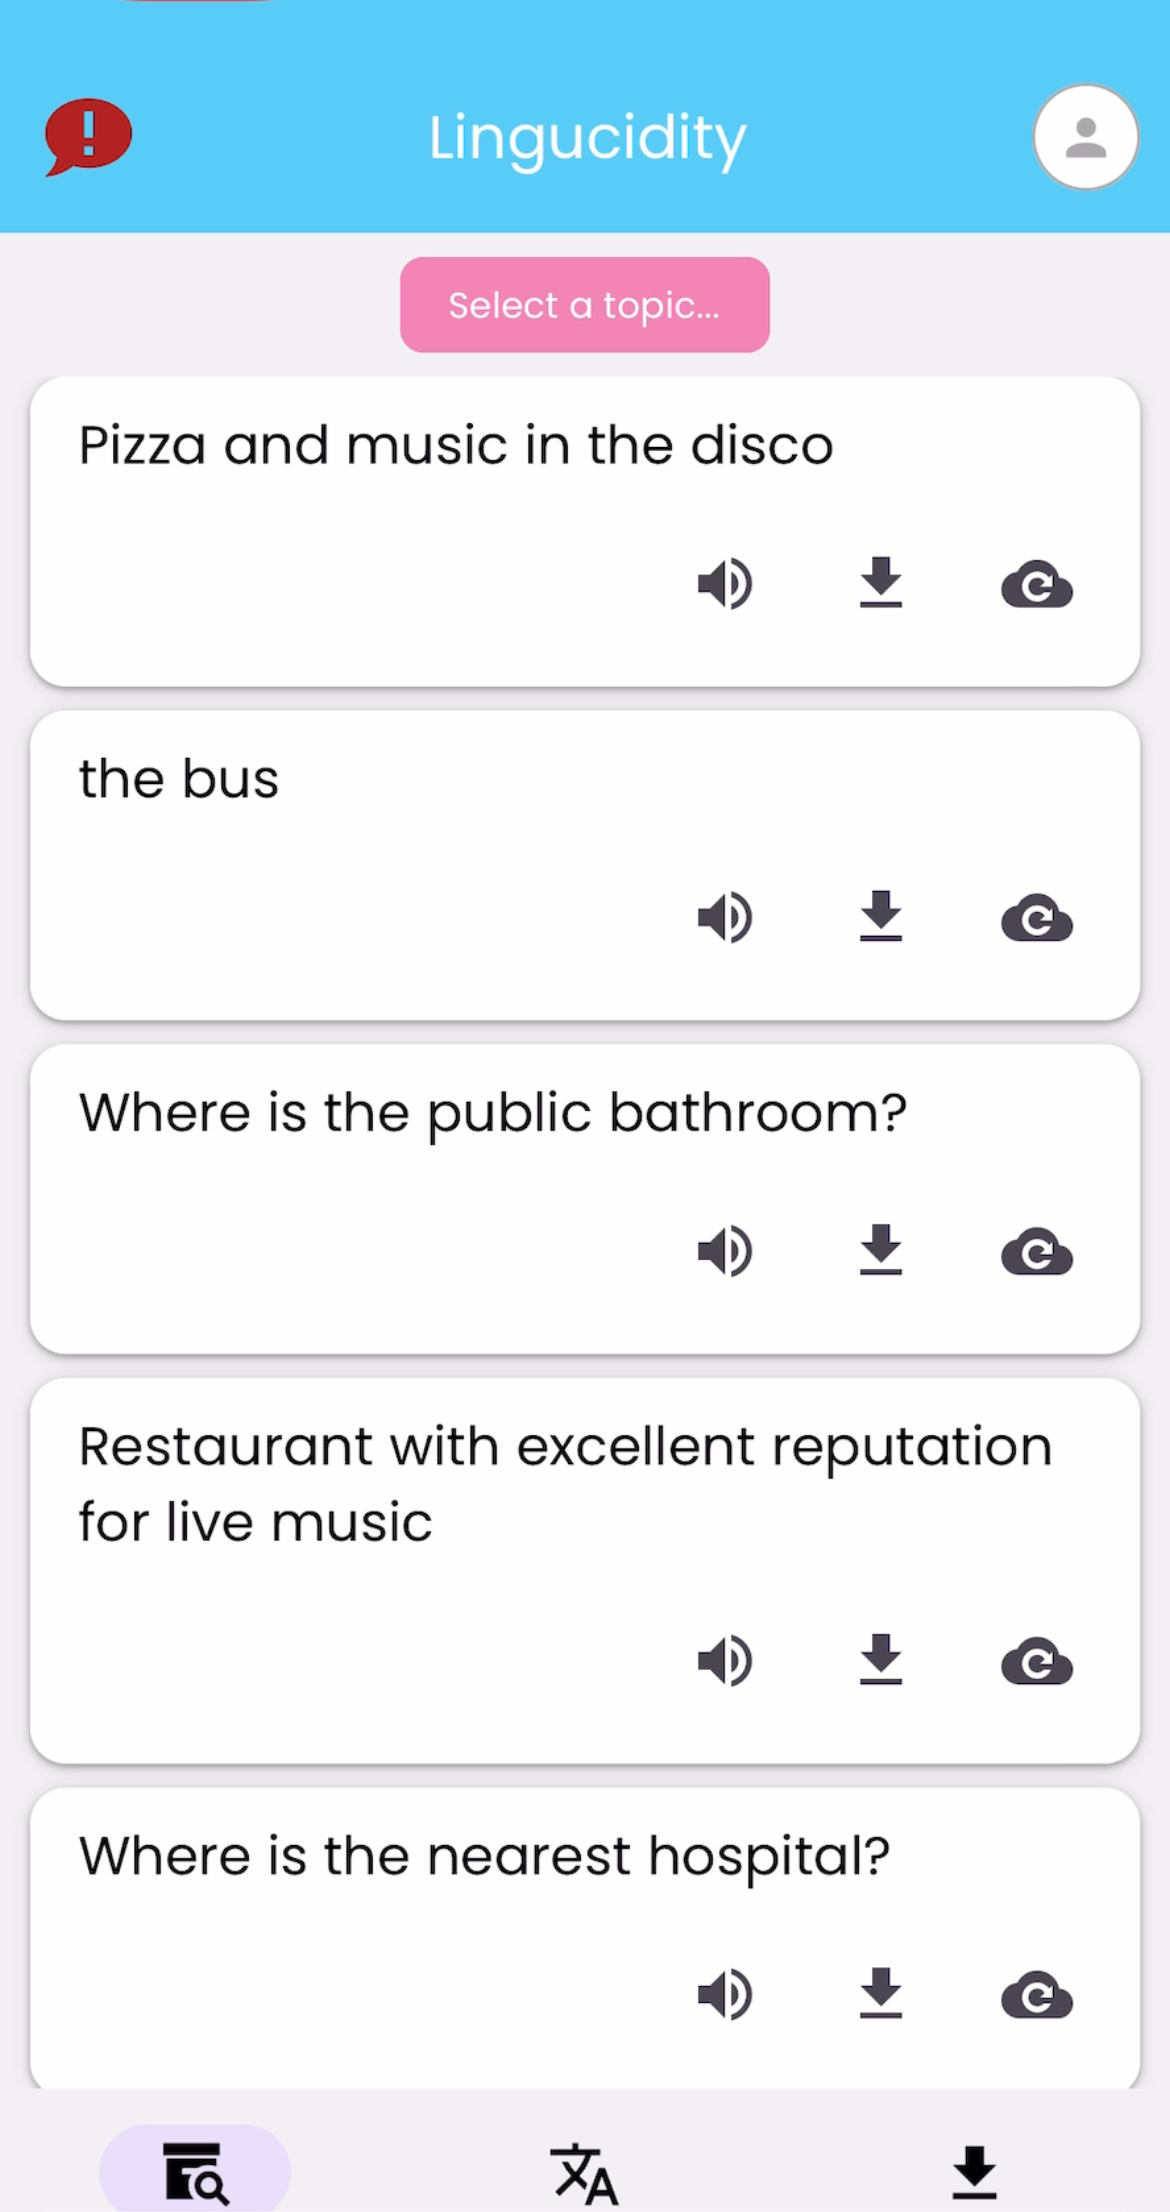 Lingucidity
Select a topic...
Pizza and music in the disco
the bus
Where is the public bathroom?
Restaurant with excellent reputation
for live music
Where is the nearest hospital?